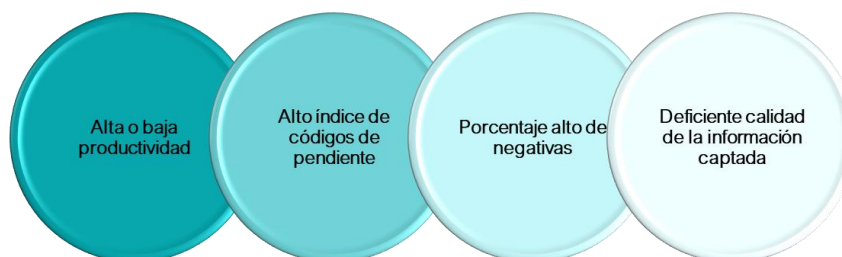 Alta o baja
productividad
Alto índice de
códigos de
pendiente
Porcentaje alto de
negativas
Deficiente calidad
de la información
captada